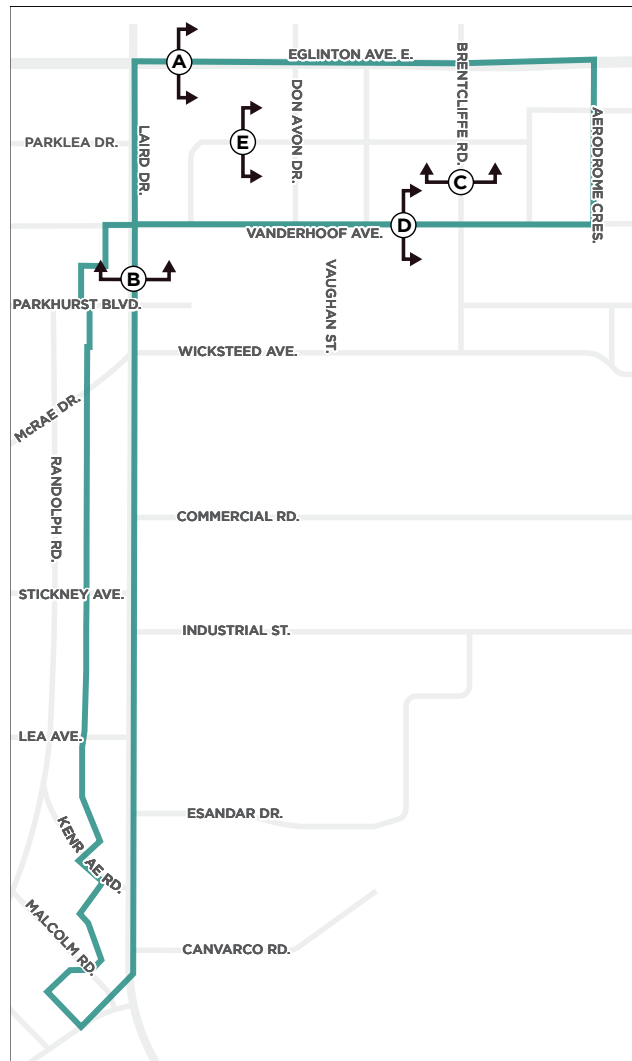 EGLINTON AVE. E.
A
BRENTCLIFFE RD.
DON AVON DR.
AERODROME CRES.
LAIRD DR.
PARKLEA DR.
E
C
D
VANDERHOOF AVE.
B
VAUGHAN ST.
PARKHURST BLVD.
WICKSTEED AVE.
McRAE DR.
RANDOLPH RD.
COMMERCIAL RD.
STICKNEY AVE.
INDUSTRIAL ST.
LEA AVE.
ESANDAR DR.
KENRAE RD.
MALCOLM RD.
CANVARCO RD.